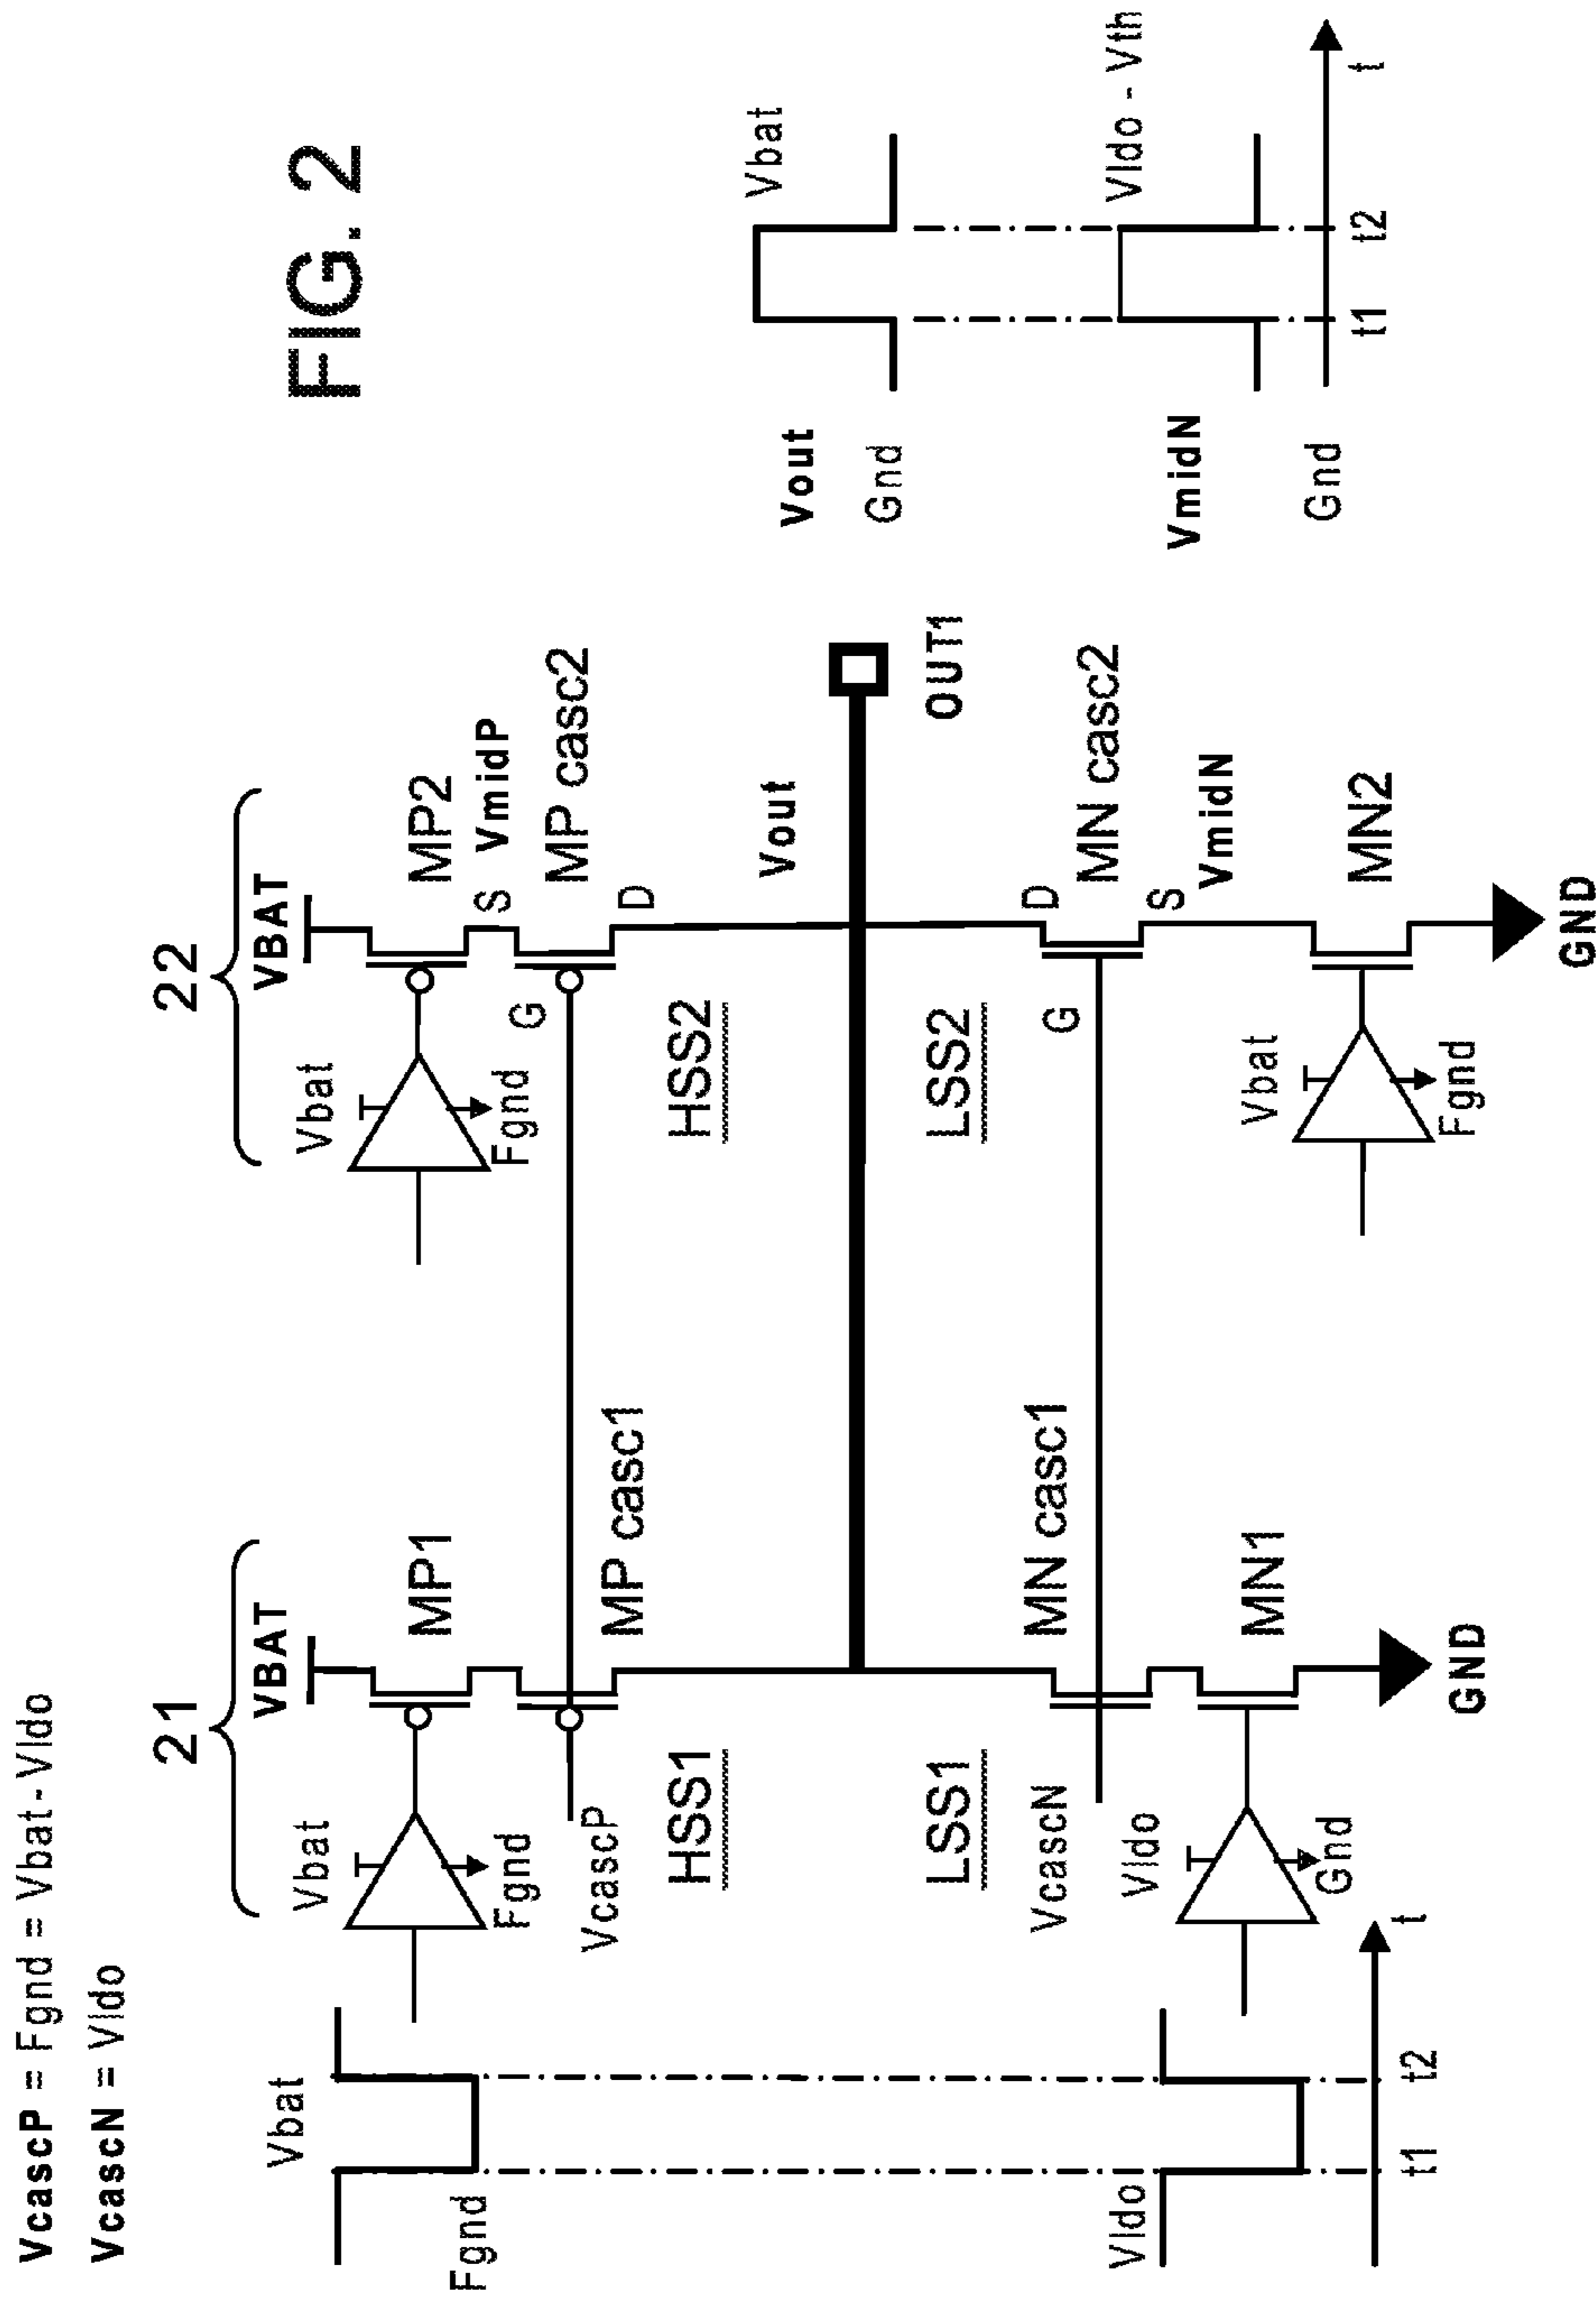 VcascP = Fgnd = Vbat-Vldo
VcascN = Vldo
FIG. 2
21
22
VBAT
VBAT
Vbat
Vbat
Vbat
MP1
MP2
Fgnd
Fgnd
Fgnd
S
VmidP
VcascP
MP casc1
G
MP casc2
D
HSS1
HSS2
Vout
OUT1
LSS1
LSS2
VcascN
MN casc1
D
G
MN casc2
S
VmidN
Vldo
Vldo
MN1
Vbat
MN2
Gnd
Fgnd
GND
GND
t1
t2
t
Vbat
Vout
Gnd
Vldo - Vth
VmidN
Gnd
t1
t2
t